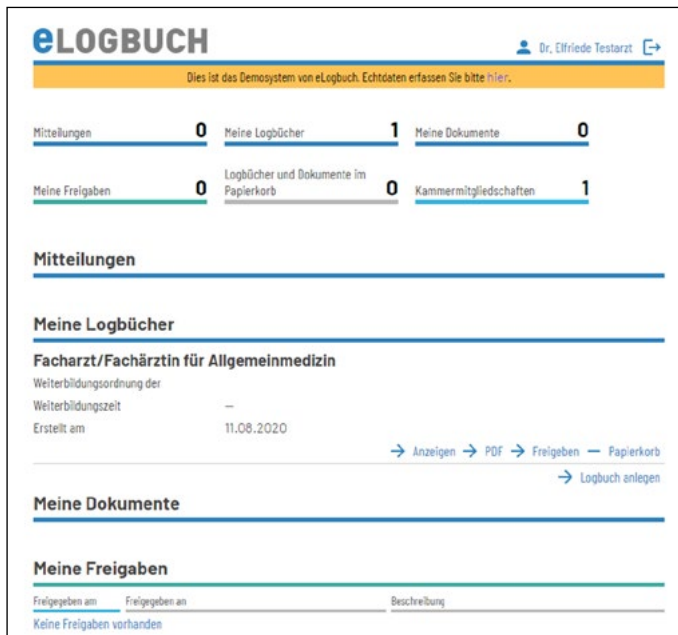 eLOGBUCH
Dr. Elfriede Testarzt
Dies ist das Demosystem von eLogbuch. Echtdaten erfassen Sie bitte hier.
Mitteilungen 0 Meine Logbücher 1 Meine Dokumente 0
Meine Freigaben 0 Logbücher und Dokumente im
Papierkorb 0 Kammermitgliedschaften 1
Mitteilungen
Meine Logbücher
Facharzt/Fachärztin für Allgemeinmedizin
Weiterbildungsordnung der
Weiterbildungszeit –
Erstellt am 11.08.2020
→ Anzeigen → PDF → Freigeben — Papierkorb
→ Logbuch anlegen
Meine Dokumente
Meine Freigaben
Freigegeben am Freigegeben an Beschreibung
Keine Freigaben vorhanden